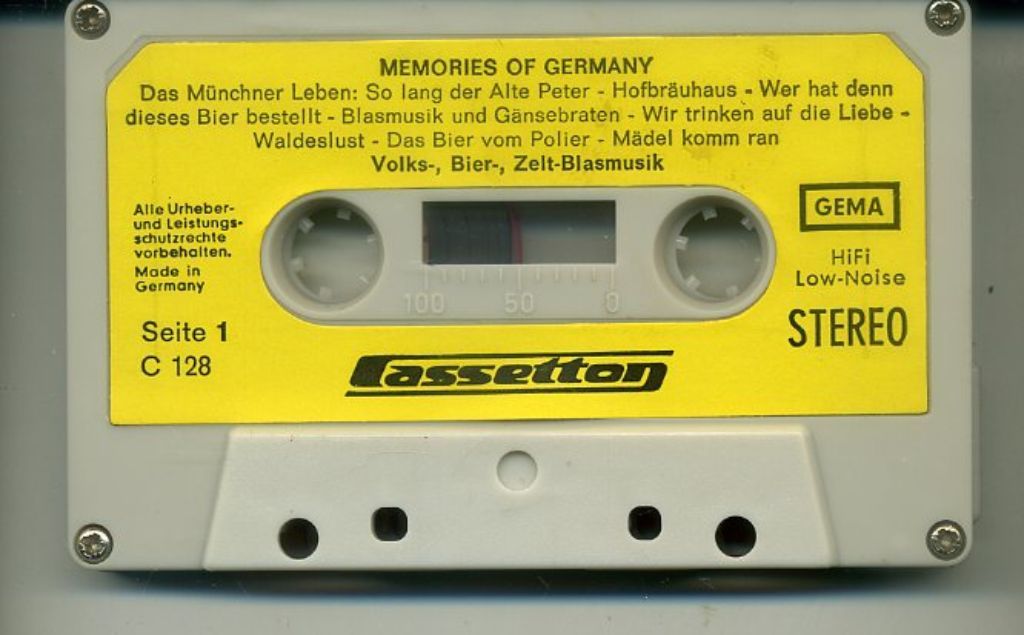 MEMORIES OF GERMANY
Das Münchner Leben: So lang der Alte Peter - Hofbräuhaus - Wer hat denn
dieses Bier bestellt - Blasmusik und Gänsebraten - Wir trinken auf die Liebe -
Waldeslust - Das Bier vom Polier - Mädel komm ran
Volks-, Bier-, Zelt-Blasmusik
Alle Urheber-
und Leistungs-
schutzrechte
vorbehalten.
Made in
Germany
GEMA
HiFi
Low-Noise
100 50 0
Seite 1
C 128
STEREO
Cassetton